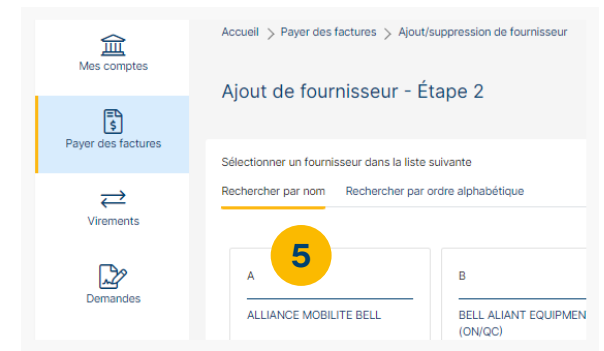 Accueil > Payer des factures > Ajout/suppression de fournisseur
Mes comptes
Ajout de fournisseur - Étape 2
Payer des factures
Sélectionner un fournisseur dans la liste suivante
Rechercher par nom Rechercher par ordre alphabétique
Virements
5
A B
Demandes
ALLIANCE MOBILITE BELL BELL ALIANT EQUIPMEN
(ON/QC)